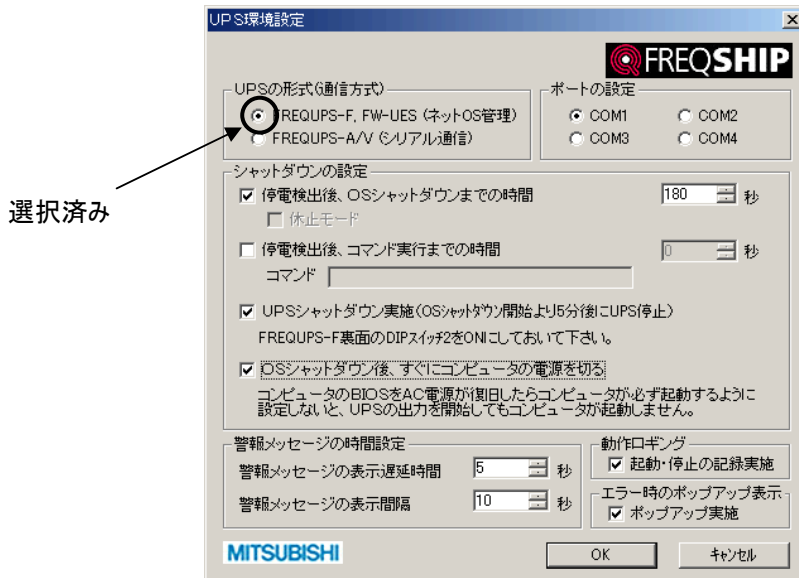 UPS環境設定
FREQSHIP
UPSの形式(通信方式)
FREQUPS-F, FW-UES (ネットOS管理)
FREQUPS-A/V (シリアル通信)
ポートの設定
COM1
COM2
COM3
COM4
選択済み
シャットダウンの設定
停電検出後、OSシャットダウンまでの時間
180
秒
休止モード
停電検出後、コマンド実行までの時間
0
秒
コマンド
UPSシャットダウン実施(OSシャットダウン開始より5分後にUPS停止)
FREQUPS-F裏面のDIPスイッチ2をONにしておいて下さい。
OSシャットダウン後、すぐにコンピュータの電源を切る
コンピュータのBIOSをAC電源が復旧したらコンピュータが必ず起動するように
設定しないと、UPSの出力を開始してもコンピュータが起動しません。
警報メッセージの時間設定
警報メッセージの表示遅延時間
5
秒
警報メッセージの表示間隔
10
秒
動作ロギング
起動・停止の記録実施
エラー時のポップアップ表示
ポップアップ実施
MITSUBISHI
OK
キャンセル